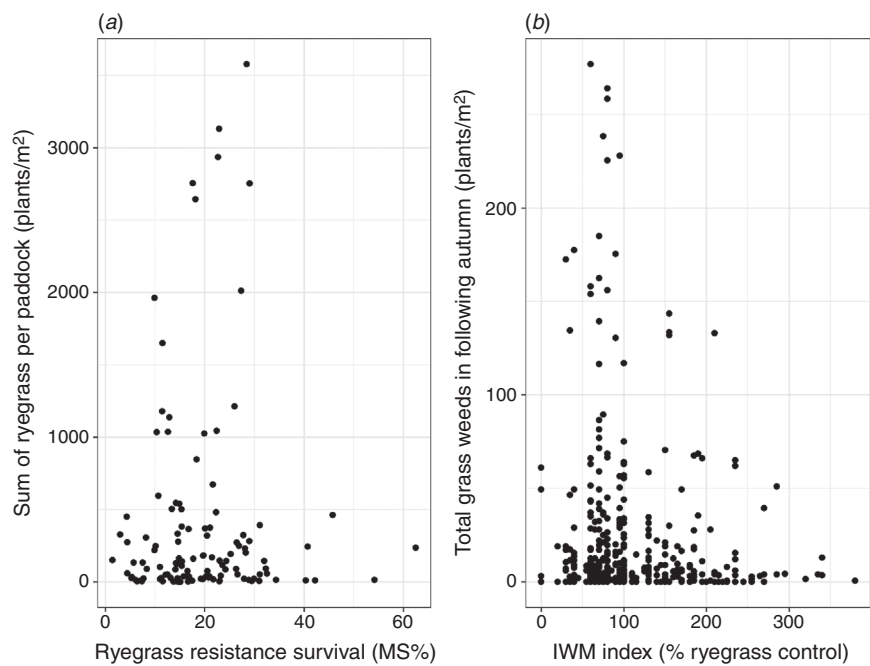 (a)
Sum of ryegrass per paddock (plants/m²)
3000
2000
1000
0
0 20 40 60
Ryegrass resistance survival (MS%)
(b)
Total grass weeds in following autumn (plants/m²)
200
100
0
0 100 200 300
IWM index (% ryegrass control)